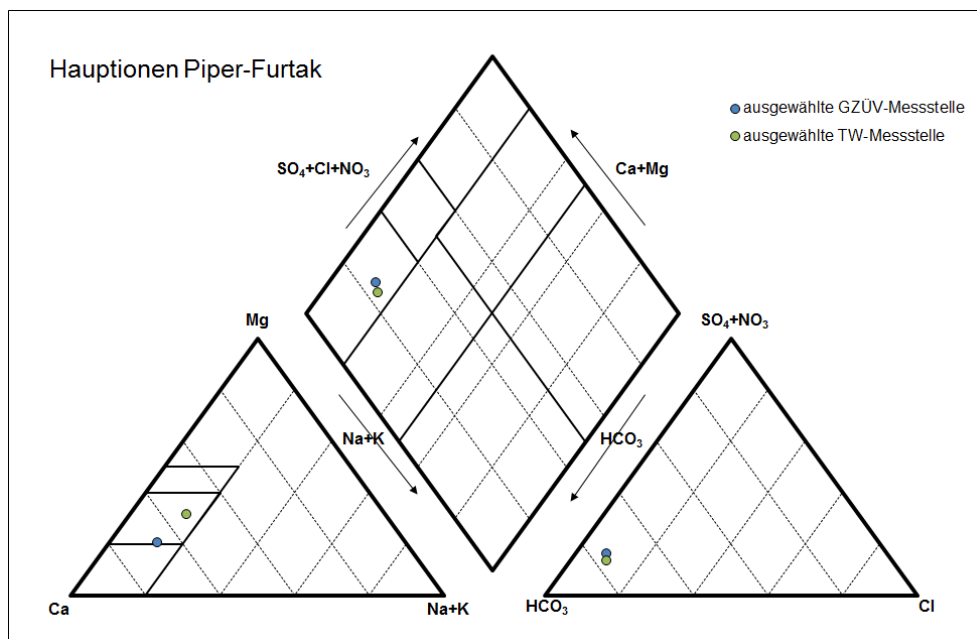 Hauptionen Piper-Furtak
ausgewählte GZÜV-Messstelle
ausgewählte TW-Messstelle
SO₄+Cl+NO₃
Ca+Mg
Mg
SO₄+NO₃
Na+K
HCO₃
Ca
Na+K
HCO₃
Cl